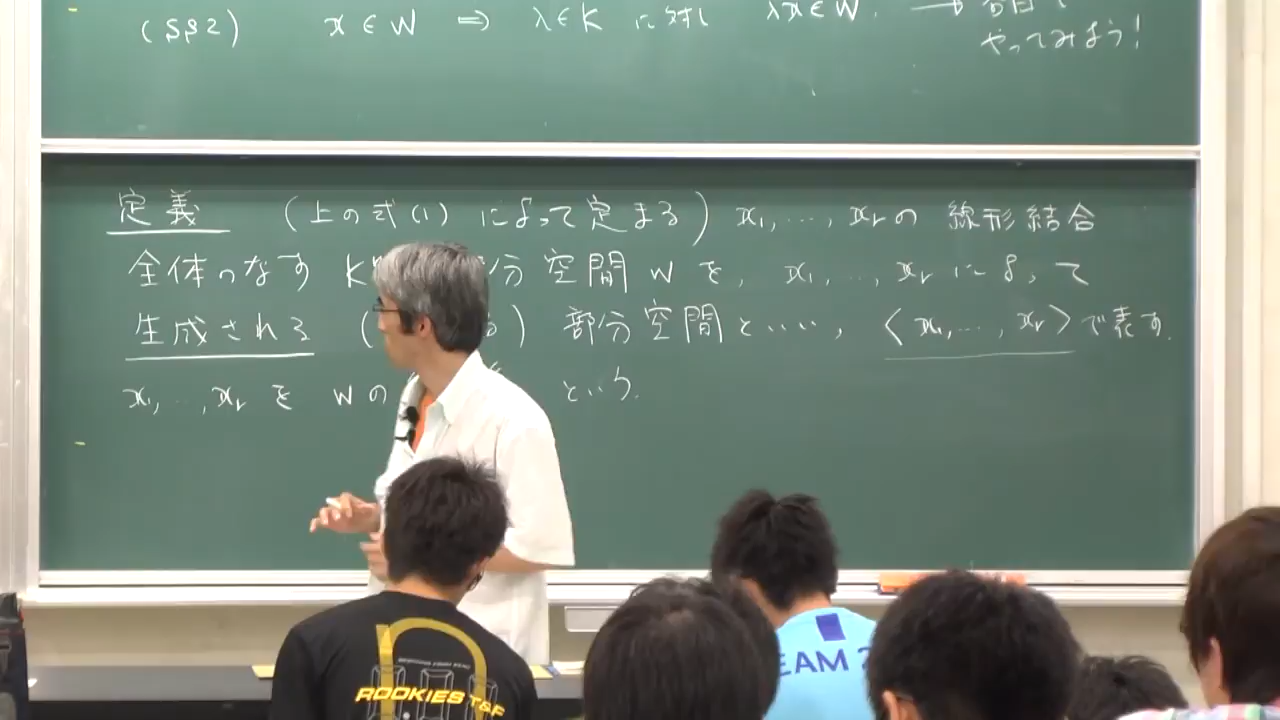 (SS2) x ∈ W ⇒ λ ∈ K に対し λx ∈ W. →
やってみよう!
定義 (上の式(1) によって定まる) x₁, …, xᵣ の 線形結合
全体のなす Kⁿ 分 空間 W を, x₁, …, xᵣ によって
生成される ( ) 部分空間といい, 〈x₁, …, xᵣ〉で表す.
x₁, …, xᵣ を W の という.
ROOKIES T&F
EAM